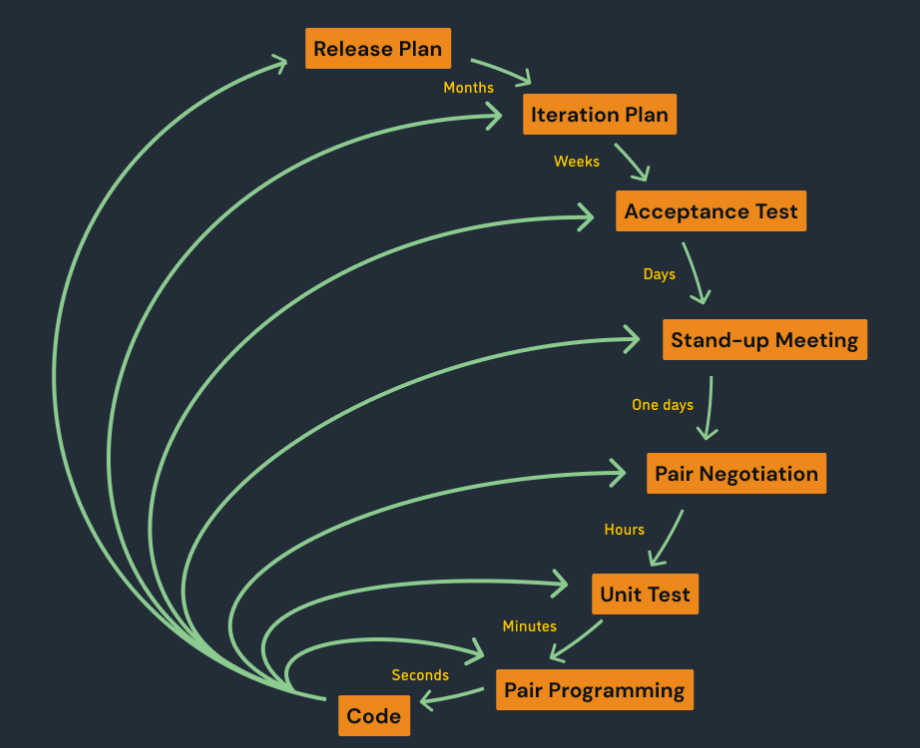 Release Plan
Months
Iteration Plan
Weeks
Acceptance Test
Days
Stand-up Meeting
One days
Pair Negotiation
Hours
Unit Test
Minutes
Pair Programming
Seconds
Code